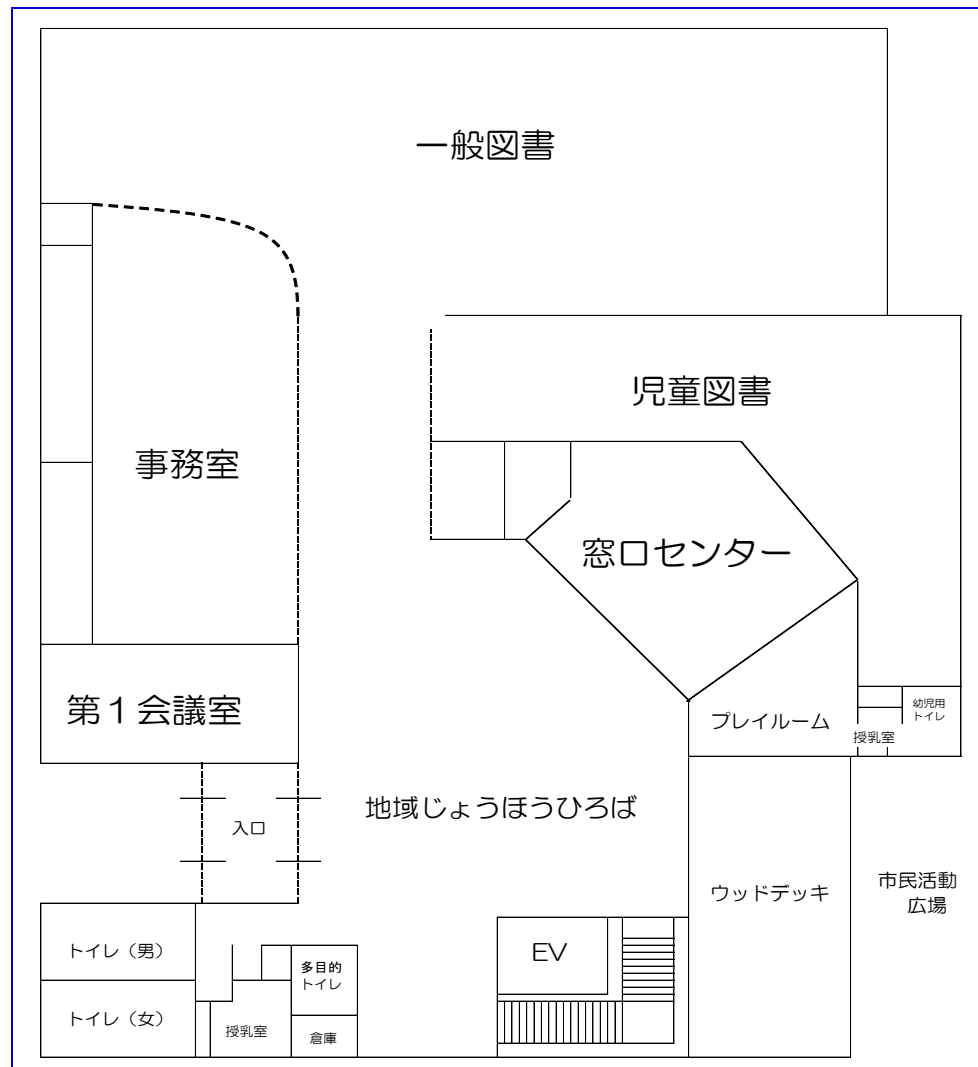 一般図書
児童図書
事務室
窓口センター
第１会議室
プレイルーム
幼児用
トイレ
授乳室
地域じょうほうひろば
入口
ウッドデッキ
市民活動
広場
トイレ（男）
多目的
トイレ
EV
トイレ（女）
授乳室
倉庫